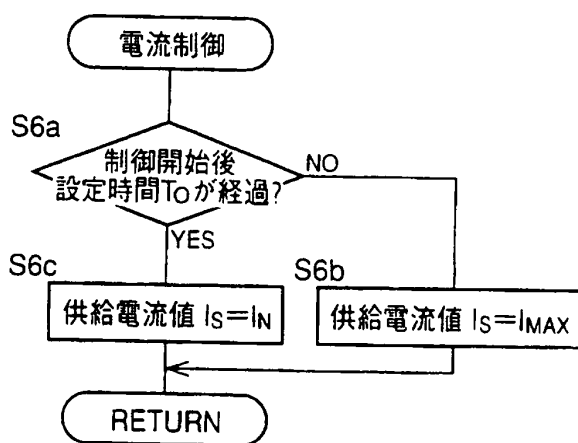 電流制御
S6a
制御開始後
設定時間TOが経過?
NO
YES
S6c
S6b
供給電流値 IS=IN
供給電流値 IS=IMAX
RETURN